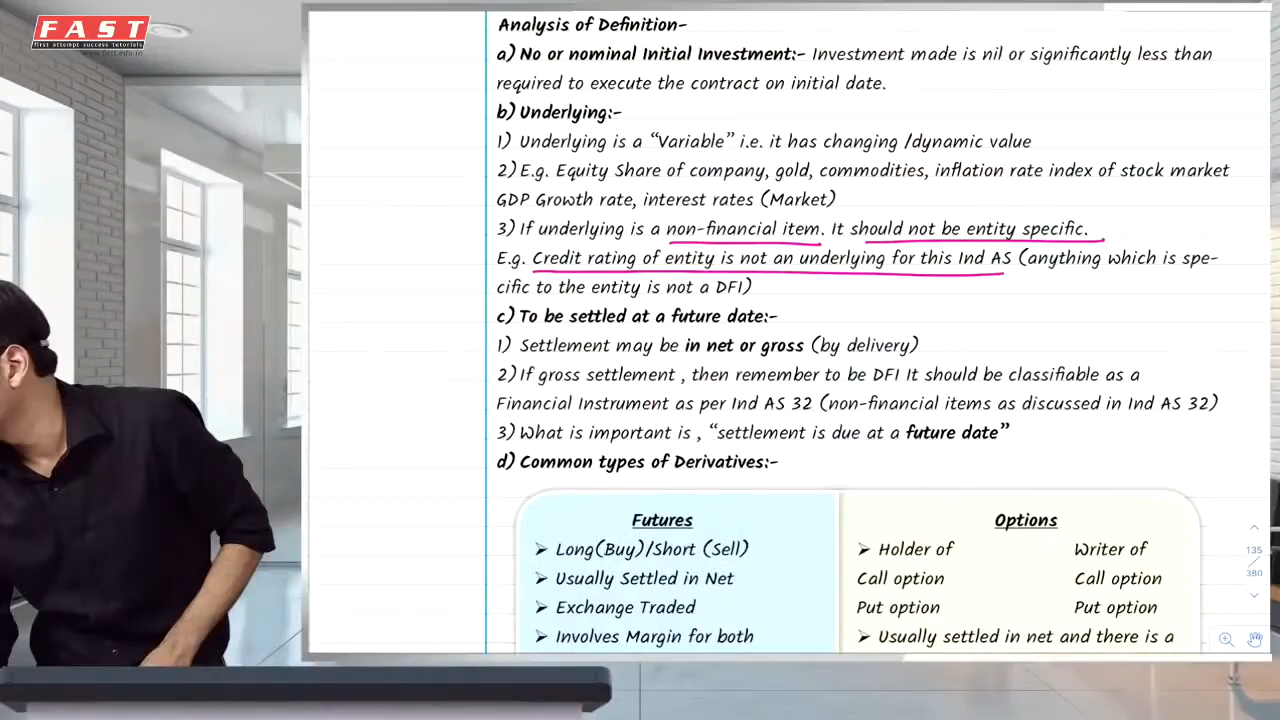 FAST
first attempt success tutorials
www.fast.edu.in
Analysis of Definition-
a) No or nominal Initial Investment:- Investment made is nil or significantly less than
required to execute the contract on initial date.
b) Underlying:-
1) Underlying is a “Variable” i.e. it has changing /dynamic value
2) E.g. Equity Share of company, gold, commodities, inflation rate index of stock market
GDP Growth rate, interest rates (Market)
3) If underlying is a non-financial item. It should not be entity specific.
E.g. Credit rating of entity is not an underlying for this Ind AS (anything which is spe-
cific to the entity is not a DFI)
c) To be settled at a future date:-
1) Settlement may be in net or gross (by delivery)
2) If gross settlement , then remember to be DFI It should be classifiable as a
Financial Instrument as per Ind AS 32 (non-financial items as discussed in Ind AS 32)
3) What is important is , “settlement is due at a future date”
d) Common types of Derivatives:-
Futures
➢ Long(Buy)/Short (Sell)
➢ Usually Settled in Net
➢ Exchange Traded
➢ Involves Margin for both
Options
➢ Holder of Writer of
Call option Call option
Put option Put option
➢ Usually settled in net and there is a
135
380